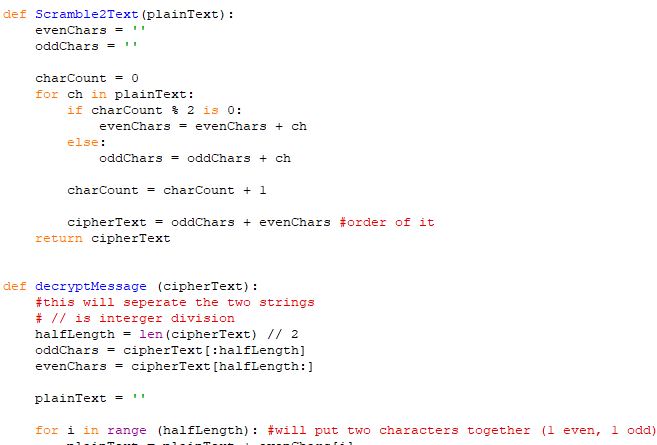 def Scramble2Text(plainText):
    evenChars = ''
    oddChars = ''

    charCount = 0
    for ch in plainText:
        if charCount % 2 is 0:
            evenChars = evenChars + ch
        else:
            oddChars = oddChars + ch

        charCount = charCount + 1

        cipherText = oddChars + evenChars #order of it
    return cipherText


def decryptMessage (cipherText):
    #this will seperate the two strings
    # // is interger division
    halfLength = len(cipherText) // 2
    oddChars = cipherText[:halfLength]
    evenChars = cipherText[halfLength:]

    plainText = ''

    for i in range (halfLength): #will put two characters together (1 even, 1 odd)